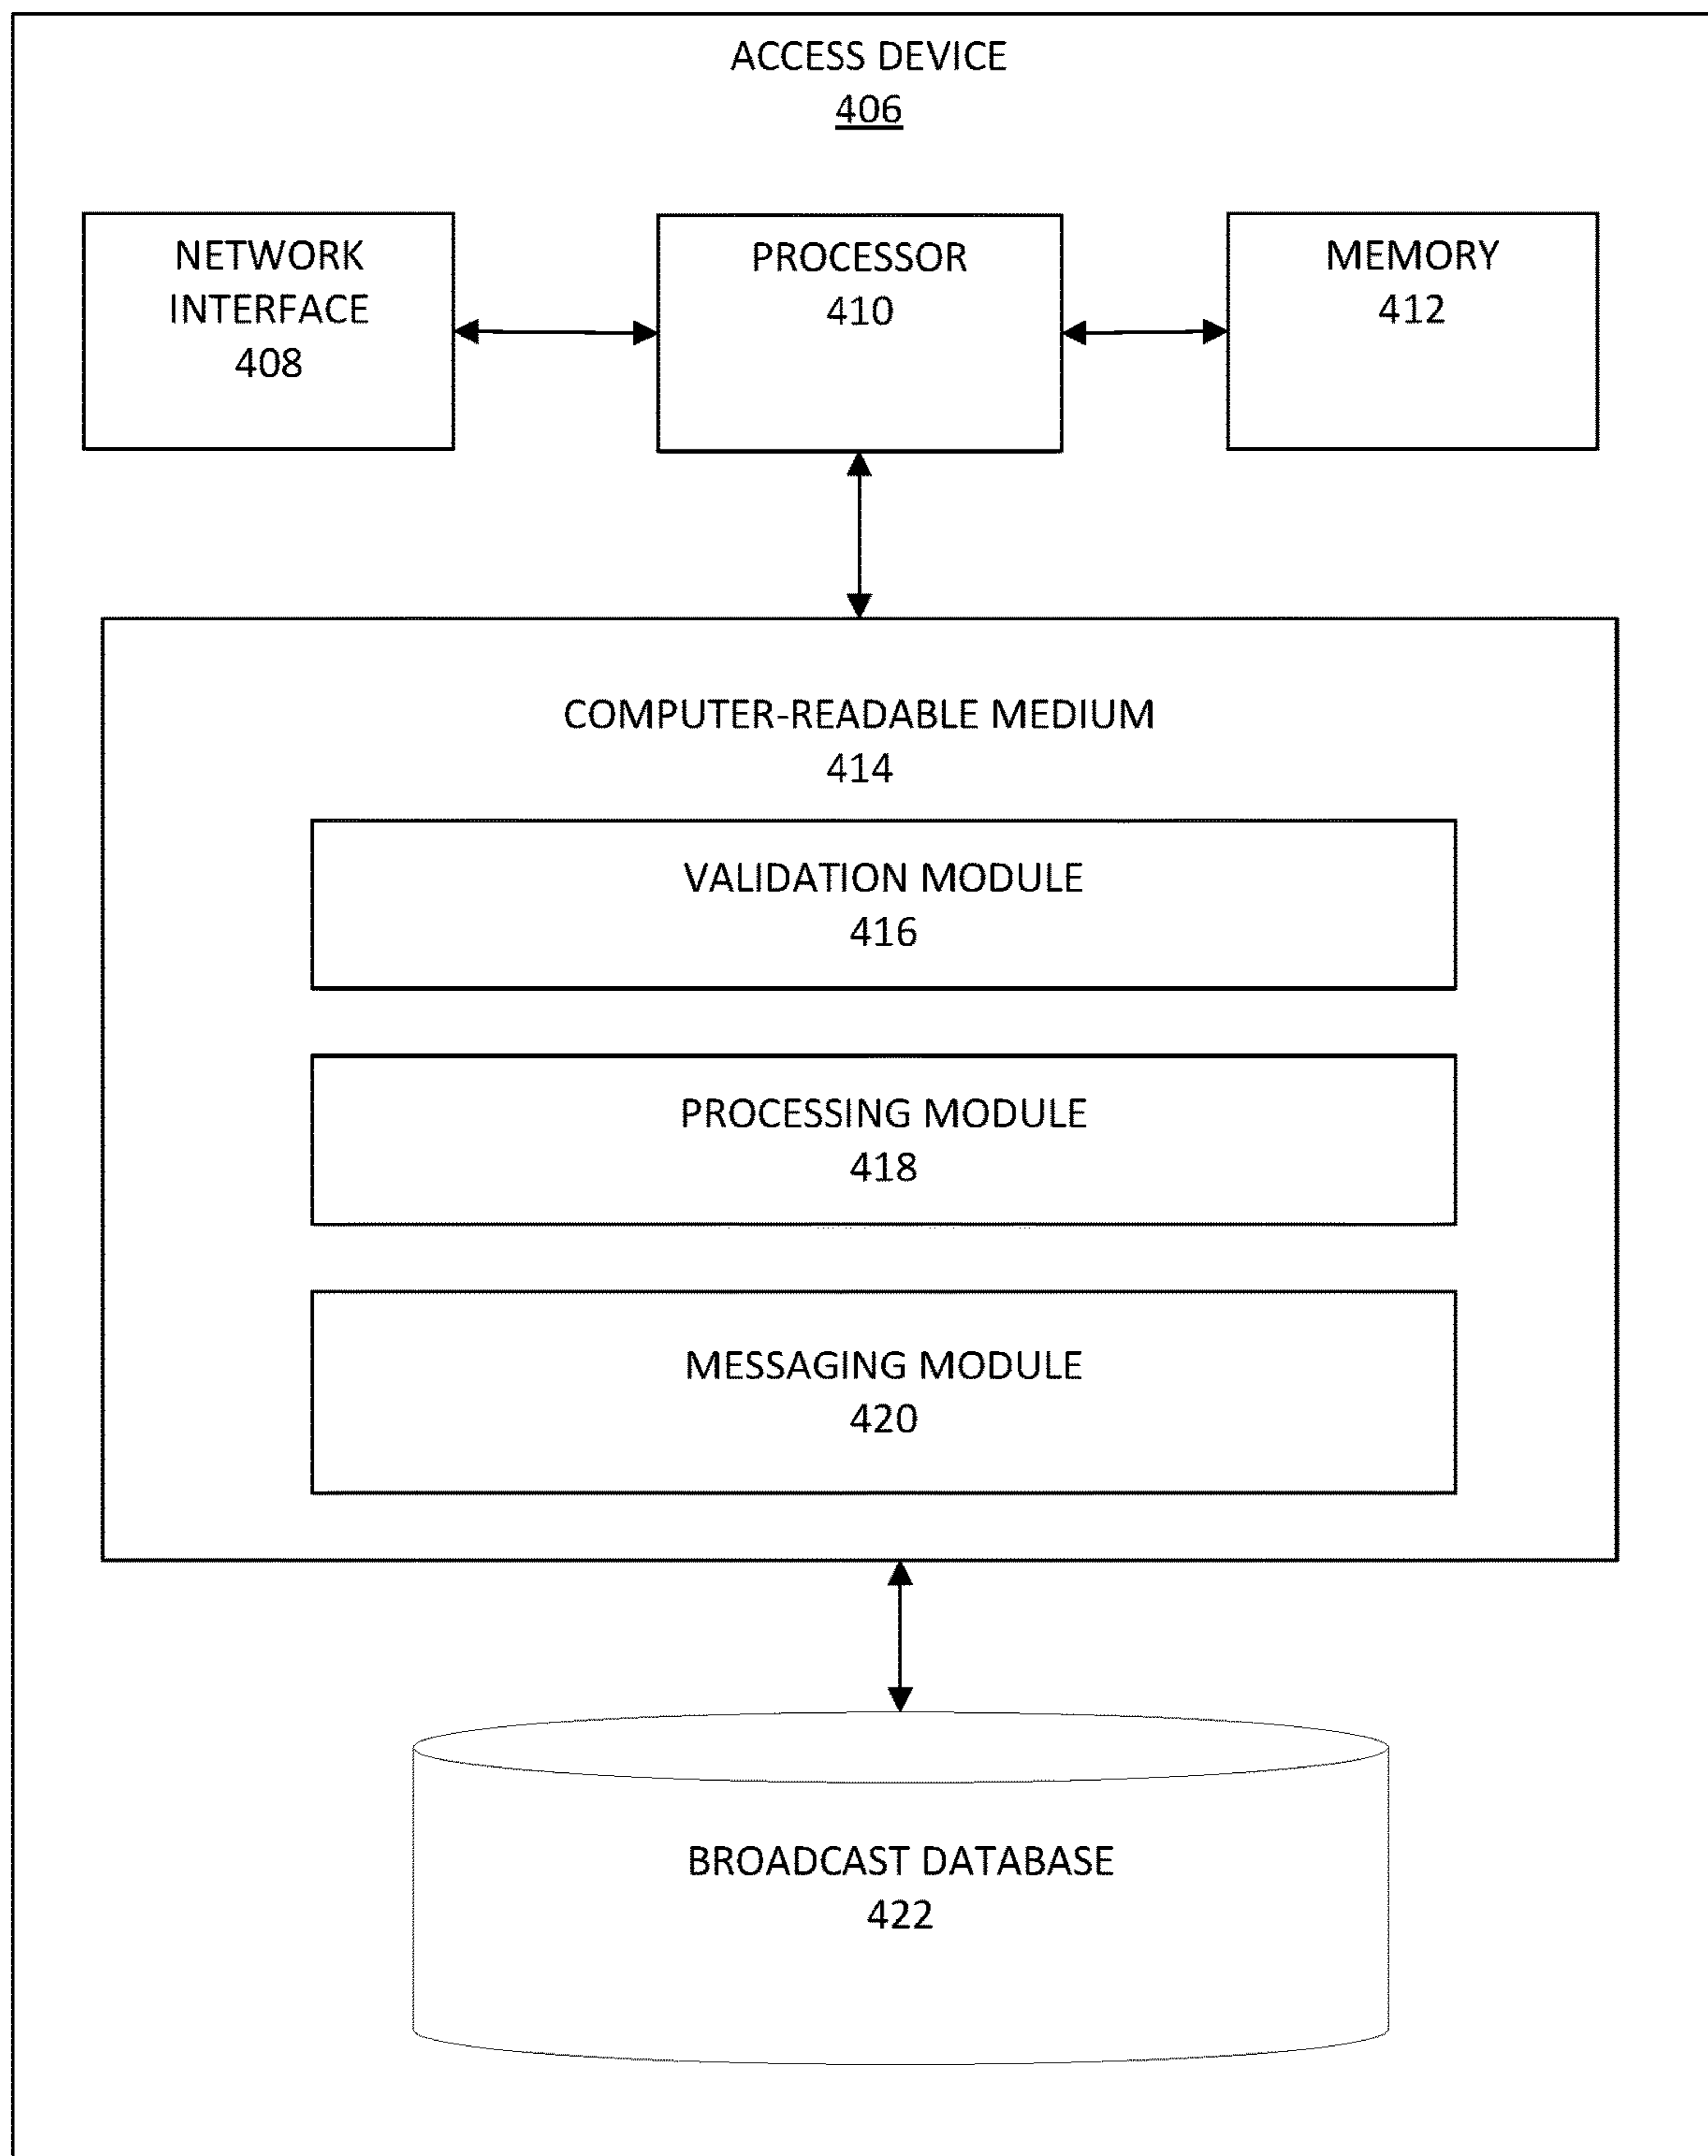 ACCESS DEVICE
406
NETWORK
INTERFACE
408
PROCESSOR
410
MEMORY
412
COMPUTER-READABLE MEDIUM
414
VALIDATION MODULE
416
PROCESSING MODULE
418
MESSAGING MODULE
420
BROADCAST DATABASE
422